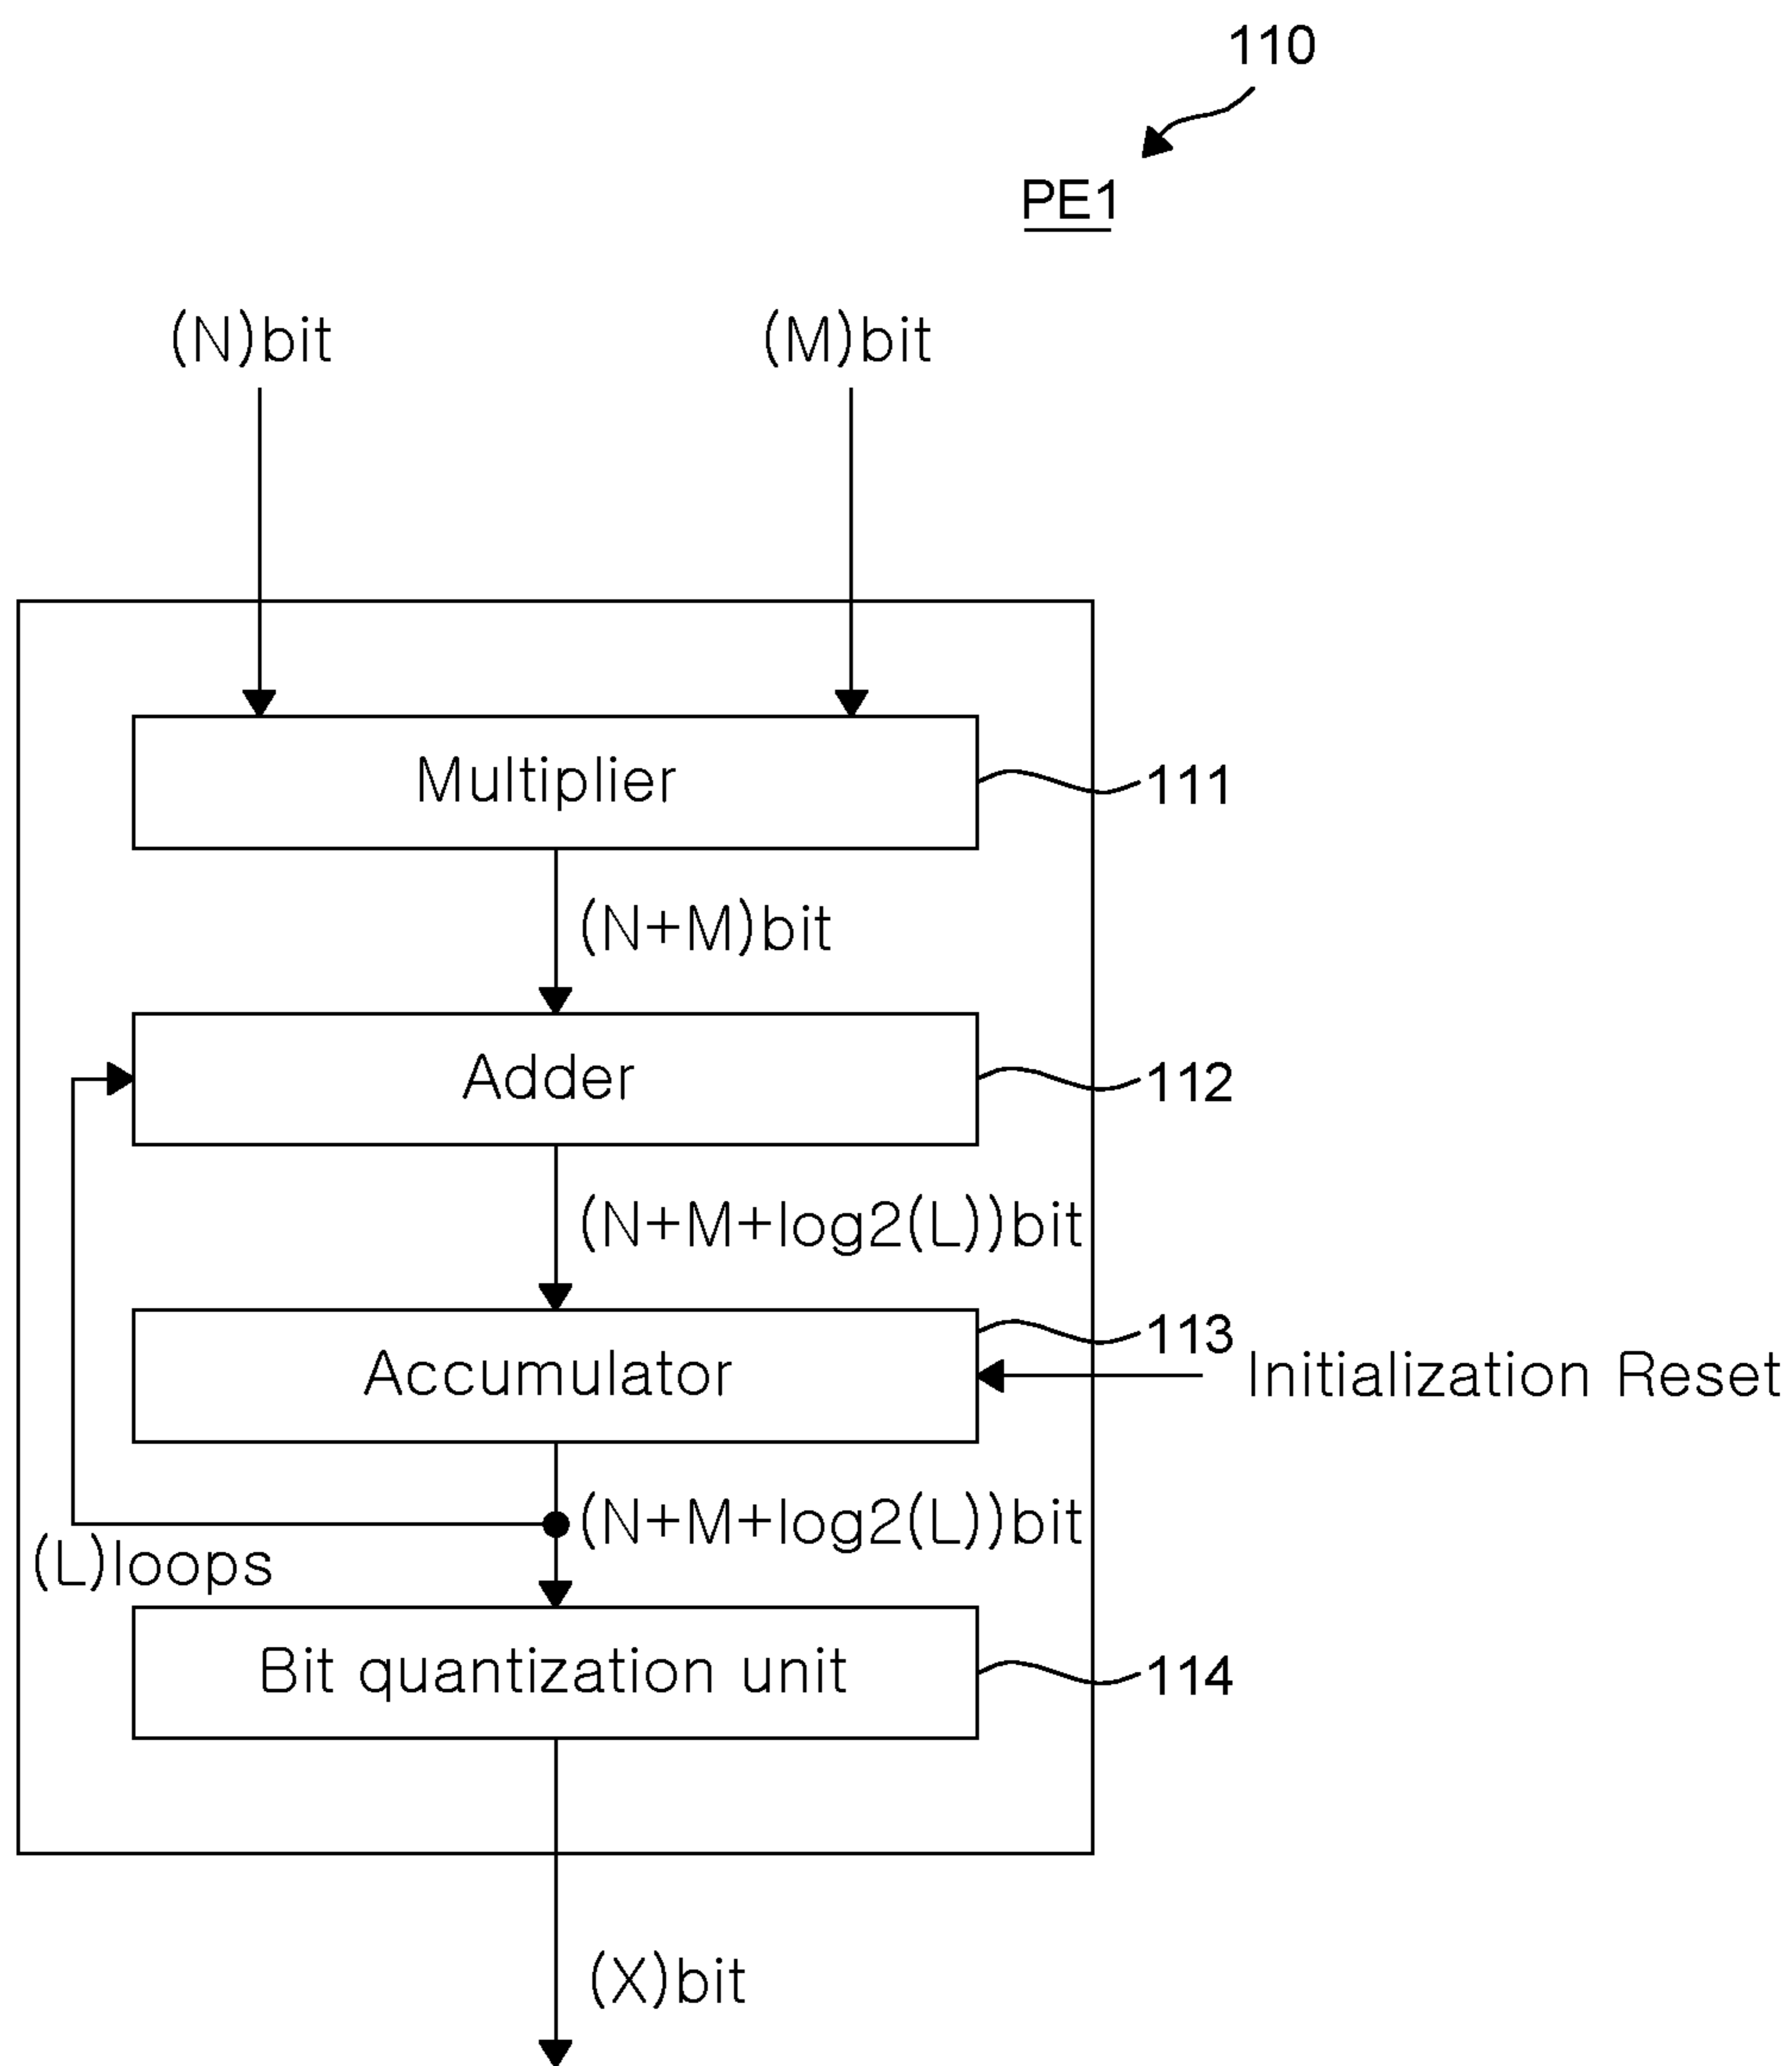 110
PE1
(N)bit
(M)bit
Multiplier
111
(N+M)bit
Adder
112
(N+M+log2(L))bit
113
Accumulator
Initialization Reset
(N+M+log2(L))bit
(L)loops
Bit quantization unit
114
(X)bit